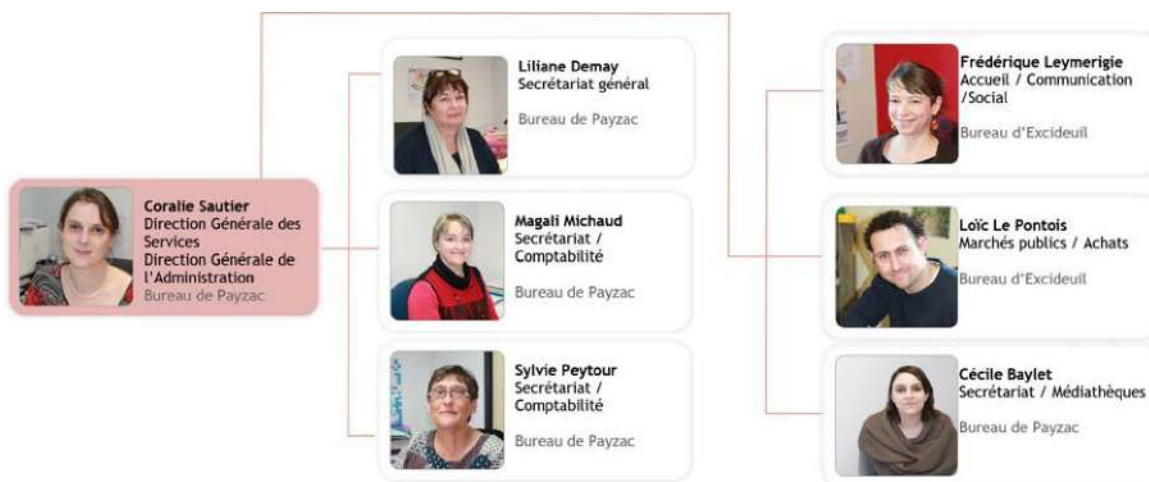 Coralie Sautier
Direction Générale des
Services
Direction Générale de
l'Administration
Bureau de Payzac
Liliane Demay
Secrétariat général
Bureau de Payzac
Magali Michaud
Secrétariat /
Comptabilité
Bureau de Payzac
Sylvie Peytour
Secrétariat /
Comptabilité
Bureau de Payzac
Frédérique Leymerigie
Accueil / Communication
/Social
Bureau d'Excideuil
Loïc Le Pontois
Marchés publics / Achats
Bureau d'Excideuil
Cécile Baylet
Secrétariat / Médiathèques
Bureau de Payzac